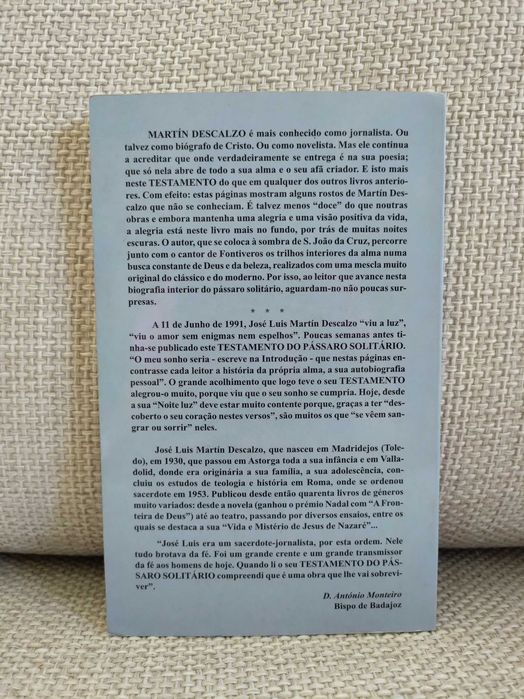 MARTÍN DESCALZO é mais conhecido como jornalista. Ou
talvez como biógrafo de Cristo. Ou como novelista. Mas ele continua
a acreditar que onde verdadeiramente se entrega é na sua poesia;
que só nela abre de todo a sua alma e o seu afã criador. E isto mais
neste TESTAMENTO do que em qualquer dos outros livros anterio-
res. Com efeito: estas páginas mostram alguns rostos de Martín Des-
calzo que não se conheciam. É talvez menos "doce" do que noutras
obras e embora mantenha uma alegria e uma visão positiva da vida,
a alegria está neste livro mais no fundo, por trás de muitas noites
escuras. O autor, que se coloca à sombra de S. João da Cruz, percorre
junto com o cantor de Fontiveros os trilhos interiores da alma numa
busca constante de Deus e da beleza, realizados com uma mescla muito
original do clássico e do moderno. Por isso, ao leitor que avance nesta
biografia interior do pássaro solitário, aguardam-no não poucas sur-
presas.
* * *
A 11 de Junho de 1991, José Luis Martín Descalzo "viu a luz",
"viu o amor sem enigmas nem espelhos". Poucas semanas antes ti-
nha-se publicado este TESTAMENTO DO PÁSSARO SOLITÁRIO.
"O meu sonho seria - escreve na Introdução - que nestas páginas en-
contrasse cada leitor a história da própria alma, a sua autobiografia
pessoal". O grande acolhimento que logo teve o seu TESTAMENTO
alegrou-o muito, porque viu que o seu sonho se cumpria. Hoje, desde
a sua "Noite luz" deve estar muito contente porque, graças a ter "des-
coberto o seu coração nestes versos", são muitos os que "se vêem san-
grar ou sorrir" neles.
José Luis Martín Descalzo, que nasceu em Madridejos (Tole-
do), em 1930, que passou em Astorga toda a sua infância e em Valla-
dolid, donde era originária a sua família, a sua adolescência, con-
cluiu os estudos de teologia e história em Roma, onde se ordenou
sacerdote em 1953. Publicou desde então quarenta livros de géneros
muito variados: desde a novela (ganhou o prémio Nadal com "A Fron-
teira de Deus") até ao teatro, passando por diversos ensaios, entre os
quais se destaca a sua "Vida e Mistério de Jesus de Nazaré"...
"José Luis era um sacerdote-jornalista, por esta ordem. Nele
tudo brotava da fé. Foi um grande crente e um grande transmissor
da fé aos homens de hoje. Quando li o seu TESTAMENTO DO PÁS-
SARO SOLITÁRIO compreendi que é uma obra que lhe vai sobrevi-
ver".
D. António Monteiro
Bispo de Badajoz